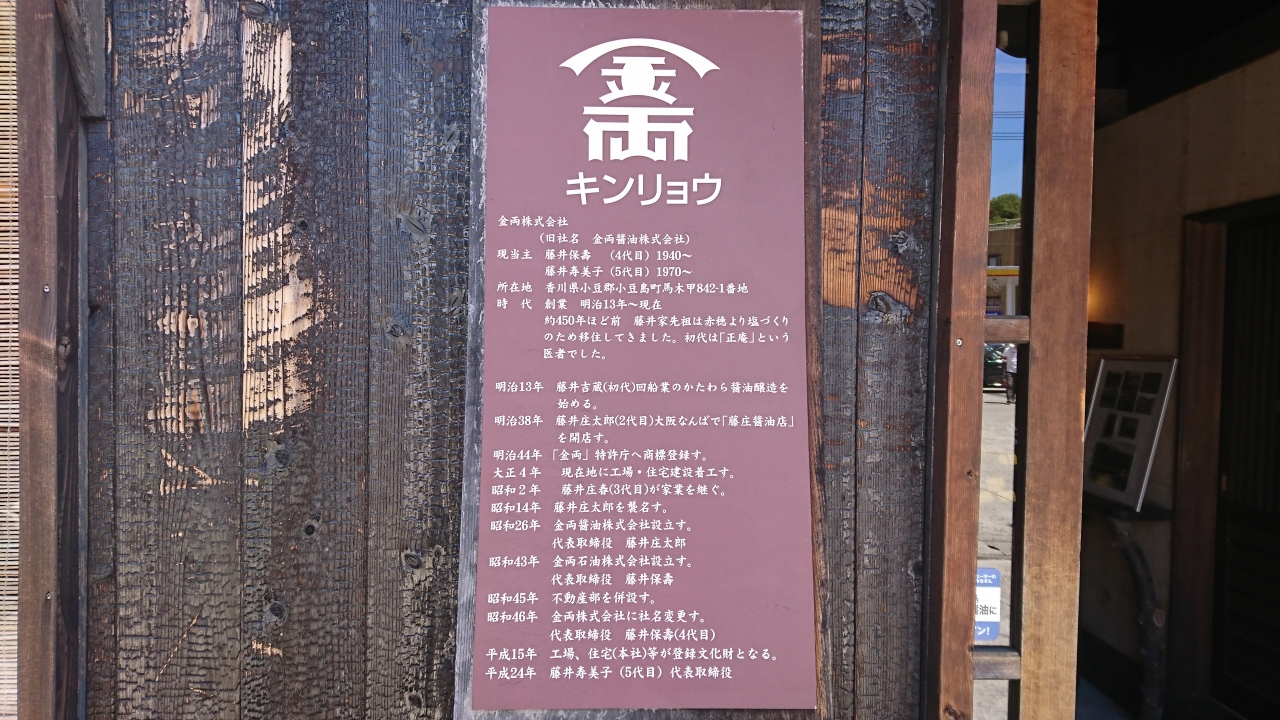 金
両
キンリョウ
金両株式会社
（旧社名　金両醤油株式会社）
現当主　藤井保壽　（4代目）1940〜
藤井寿美子（5代目）1970〜
所在地　香川県小豆郡小豆島町馬木甲842-1番地
時　代　創業　明治13年〜現在
約450年ほど前　藤井家先祖は赤穂より塩づくり
のため移住してきました。初代は「正庵」という
医者でした。
明治13年　藤井吉蔵(初代)回船業のかたわら醤油醸造を
始める。
明治38年　藤井庄太郎(2代目)大阪なんばで「藤庄醤油店」
を開店す。
明治44年　「金両」特許庁へ商標登録す。
大正４年　現在地に工場・住宅建設着工す。
昭和２年　藤井庄春(3代目)が家業を継ぐ。
昭和14年　藤井庄太郎を襲名す。
昭和26年　金両醤油株式会社設立す。
代表取締役　藤井庄太郎
昭和43年　金両石油株式会社設立す。
代表取締役　藤井保壽
昭和45年　不動産部を併設す。
昭和46年　金両株式会社に社名変更す。
代表取締役　藤井保壽(4代目)
平成15年　工場、住宅(本社)等が登録文化財となる。
平成24年　藤井寿美子（5代目）代表取締役
油に
ン!